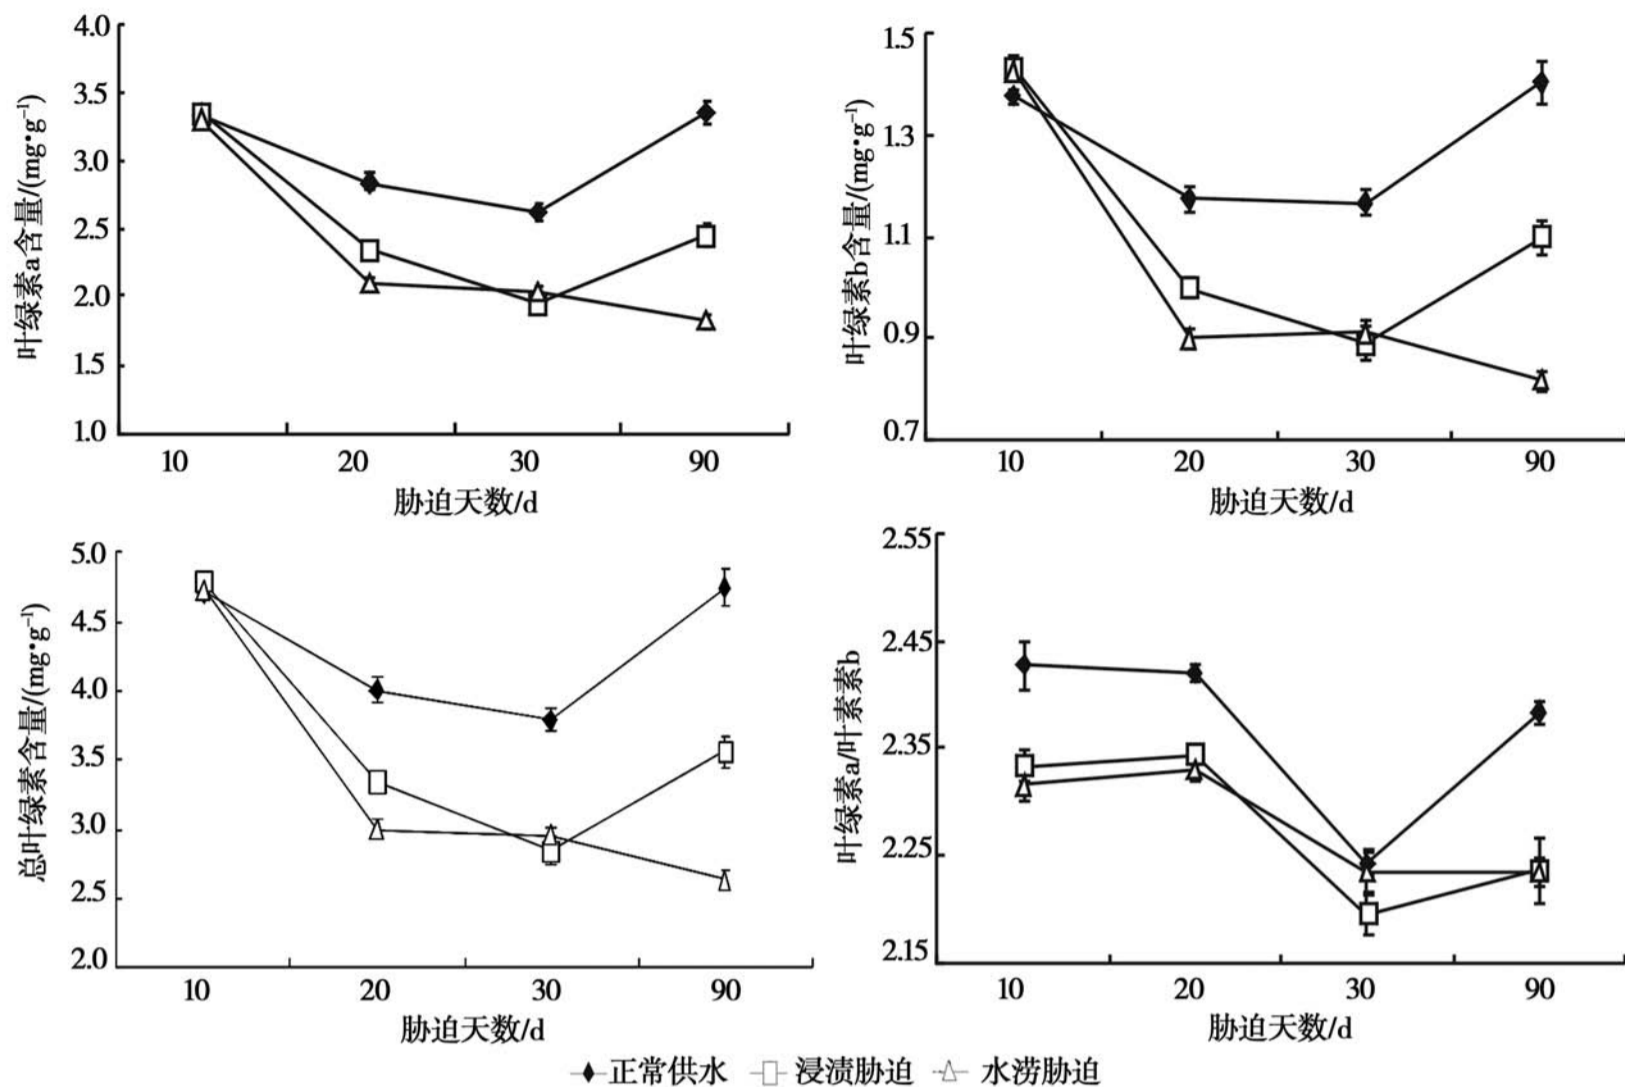 叶绿素a含量/(mg•g⁻¹)
4.0
3.5
3.0
2.5
2.0
1.5
1.0
10 20 30 90
胁迫天数/d
叶绿素b含量/(mg•g⁻¹)
1.5
1.3
1.1
0.9
0.7
10 20 30 90
胁迫天数/d
总叶绿素含量/(mg•g⁻¹)
5.0
4.5
4.0
3.5
3.0
2.5
2.0
10 20 30 90
胁迫天数/d
叶绿素a/叶素素b
2.55
2.45
2.35
2.25
2.15
10 20 30 90
胁迫天数/d
正常供水 浸渍胁迫 水涝胁迫